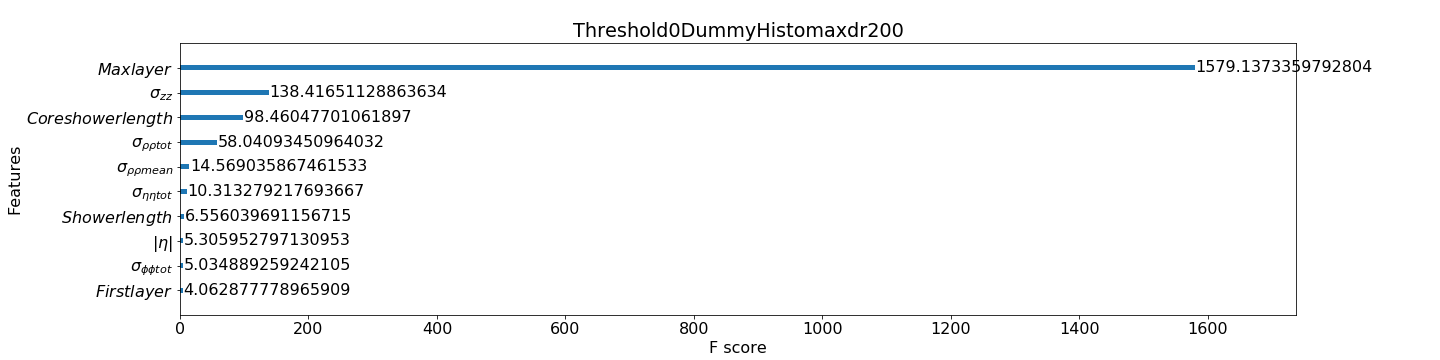 Threshold0DummyHistomaxdr200
Features
Maxlayer 1579.1373359792804
σzz 138.41651128863634
Coreshowerlength 98.46047701061897
σρρtot 58.04093450964032
σρρmean 14.569035867461533
σηηtot 10.313279217693667
Showerlength 6.556039691156715
|η| 5.305952797130953
σϕϕtot 5.034889259242105
Firstlayer 4.062877778965909
0 200 400 600 800 1000 1200 1400 1600
F score